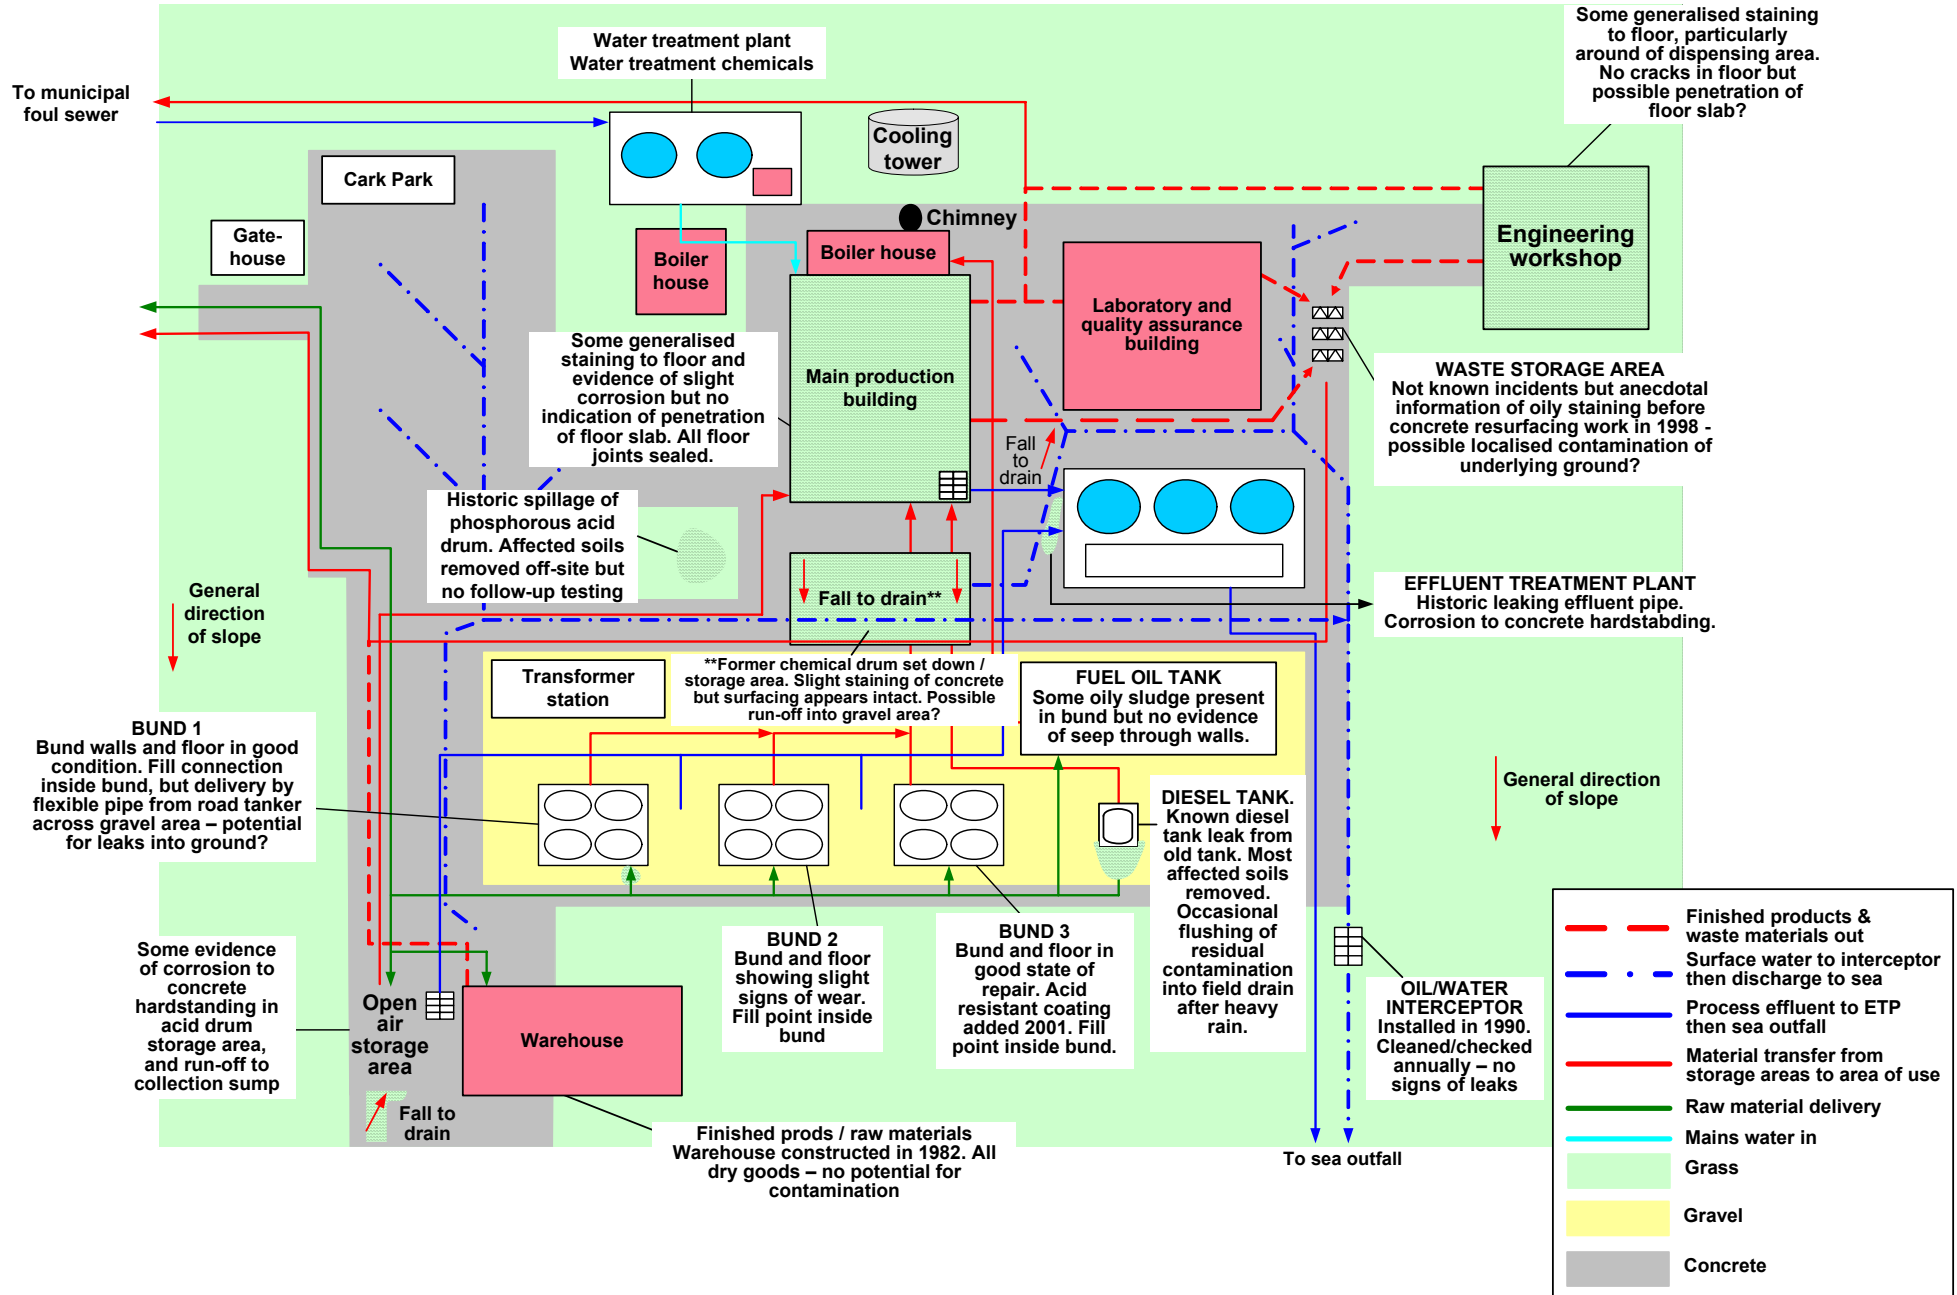 Some generalised staining
to floor, particularly
around of dispensing area.
No cracks in floor but
possible penetration of
floor slab?
Water treatment plant
Water treatment chemicals
To municipal
foul sewer
Cooling
tower
Cark Park
Chimney
Gate-
house
Boiler
house
Boiler house
Engineering
workshop
Laboratory and
quality assurance
building
Some generalised
staining to floor and
evidence of slight
corrosion but no
indication of penetration
of floor slab. All floor
joints sealed.
Main production
building
WASTE STORAGE AREA
Not known incidents but anecdotal
information of oily staining before
concrete resurfacing work in 1998 -
possible localised contamination of
underlying ground?
Fall
to
drain
Historic spillage of
phosphorous acid
drum. Affected soils
removed off-site but
no follow-up testing
General
direction
of slope
Fall to drain**
EFFLUENT TREATMENT PLANT
Historic leaking effluent pipe.
Corrosion to concrete hardstabding.
Transformer
station
**Former chemical drum set down /
storage area. Slight staining of concrete
but surfacing appears intact. Possible
run-off into gravel area?
FUEL OIL TANK
Some oily sludge present
in bund but no evidence
of seep through walls.
BUND 1
Bund walls and floor in good
condition. Fill connection
inside bund, but delivery by
flexible pipe from road tanker
across gravel area – potential
for leaks into ground?
General direction
of slope
DIESEL TANK.
Known diesel
tank leak from
old tank. Most
affected soils
removed.
Occasional
flushing of
residual
contamination
into field drain
after heavy
rain.
BUND 2
Bund and floor
showing slight
signs of wear.
Fill point inside
bund
BUND 3
Bund and floor in
good state of
repair. Acid
resistant coating
added 2001. Fill
point inside bund.
Some evidence
of corrosion to
concrete
hardstanding in
acid drum
storage area,
and run-off to
collection sump
Open
air
storage
area
Warehouse
OIL/WATER
INTERCEPTOR
Installed in 1990.
Cleaned/checked
annually – no
signs of leaks
Fall to
drain
Finished prods / raw materials
Warehouse constructed in 1982. All
dry goods – no potential for
contamination
To sea outfall
Finished products &
waste materials out
Surface water to interceptor
then discharge to sea
Process effluent to ETP
then sea outfall
Material transfer from
storage areas to area of use
Raw material delivery
Mains water in
Grass
Gravel
Concrete